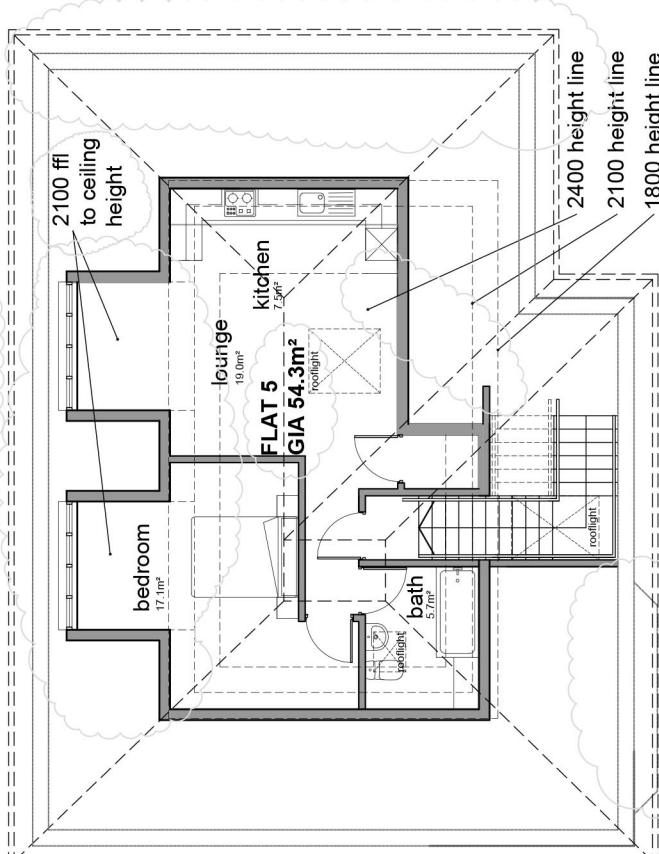 2100 ffl
to ceiling
height
2400 height line
2100 height line
1800 height line
kitchen
7.5m²
lounge
19.0m²
FLAT 5
GIA 54.3m²
rooflight
bedroom
17.1m²
bath
5.7m²
rooflight
rooflight